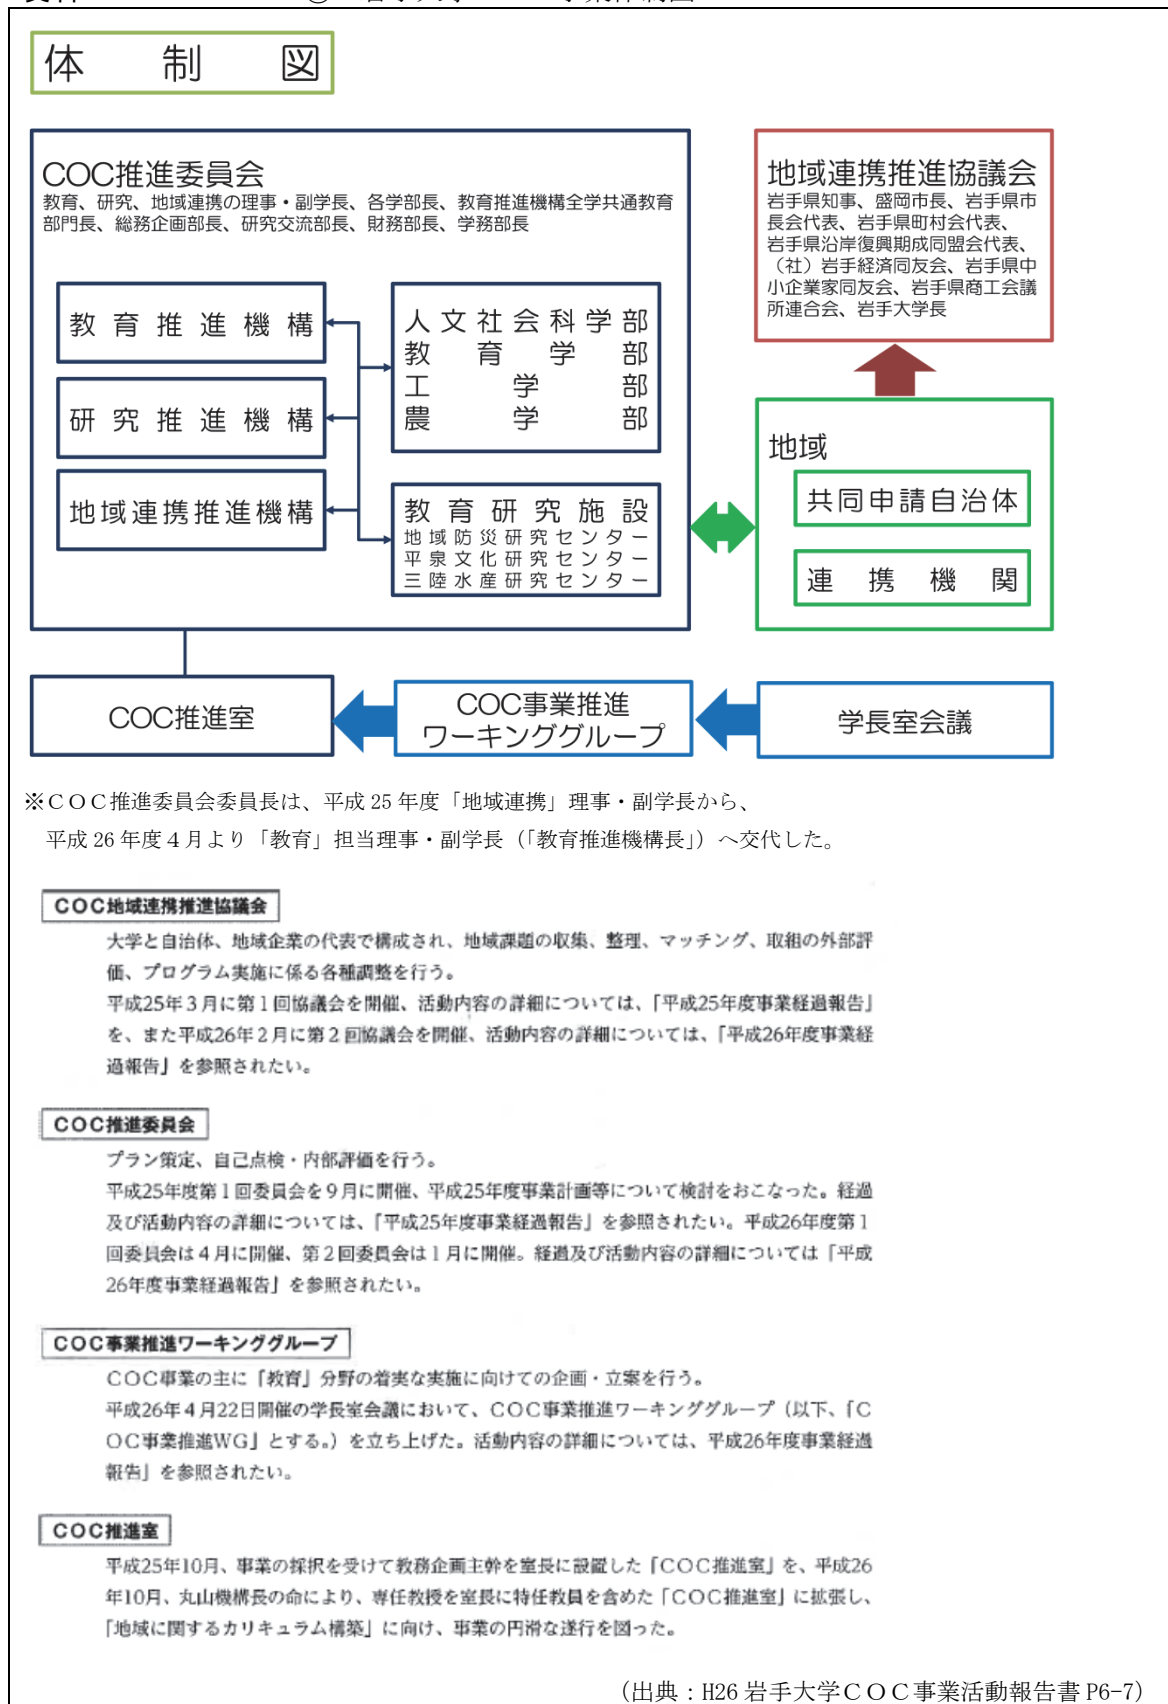 体制図
COC推進委員会
教育、研究、地域連携の理事・副学長、各学部長、教育推進機構全学共通教育
部門長、総務企画部長、研究交流部長、財務部長、学務部長
教育推進機構
研究推進機構
地域連携推進機構
人文社会科学部
教育学部
工学部
農学部
教育研究施設
地域防災研究センター
平泉文化研究センター
三陸水産研究センター
地域連携推進協議会
岩手県知事、盛岡市長、岩手県市
長会代表、岩手県町村会代表、
岩手県沿岸復興期成同盟会代表、
（社）岩手経済同友会、岩手県中
小企業家同友会、岩手県商工会議
所連合会、岩手大学長
地域
共同申請自治体
連携機関
COC推進室
COC事業推進
ワーキンググループ
学長室会議
※ＣＯＣ推進委員会委員長は、平成 25 年度「地域連携」理事・副学長から、
平成 26 年度４月より「教育」担当理事・副学長（「教育推進機構長」）へ交代した。
ＣＯＣ地域連携推進協議会
大学と自治体、地域企業の代表で構成され、地域課題の収集、整理、マッチング、取組の外部評
価、プログラム実施に係る各種調整を行う。
平成25年３月に第１回協議会を開催、活動内容の詳細については、「平成25年度事業経過報告」
を、また平成26年２月に第２回協議会を開催、活動内容の詳細については、「平成26年度事業経
過報告」を参照されたい。
ＣＯＣ推進委員会
プラン策定、自己点検・内部評価を行う。
平成25年度第１回委員会を９月に開催、平成25年度事業計画等について検討をおこなった。経過
及び活動内容の詳細については、「平成25年度事業経過報告」を参照されたい。平成26年度第１
回委員会は４月に開催、第２回委員会は１月に開催。経過及び活動内容の詳細については「平成
26年度事業経過報告」を参照されたい。
ＣＯＣ事業推進ワーキンググループ
ＣＯＣ事業の主に「教育」分野の着実な実施に向けての企画・立案を行う。
平成26年４月22日開催の学長室会議において、ＣＯＣ事業推進ワーキンググループ（以下、「Ｃ
ＯＣ事業推進WG」とする。）を立ち上げた。活動内容の詳細については、平成26年度事業経過
報告」を参照されたい。
ＣＯＣ推進室
平成25年10月、事業の採択を受けて教務企画主幹を室長に設置した「ＣＯＣ推進室」を、平成26
年10月、丸山機構長の命により、専任教授を室長に特任教員を含めた「ＣＯＣ推進室」に拡張し、
「地域に関するカリキュラム構築」に向け、事業の円滑な遂行を図った。
（出典：H26 岩手大学ＣＯＣ事業活動報告書 P6-7）